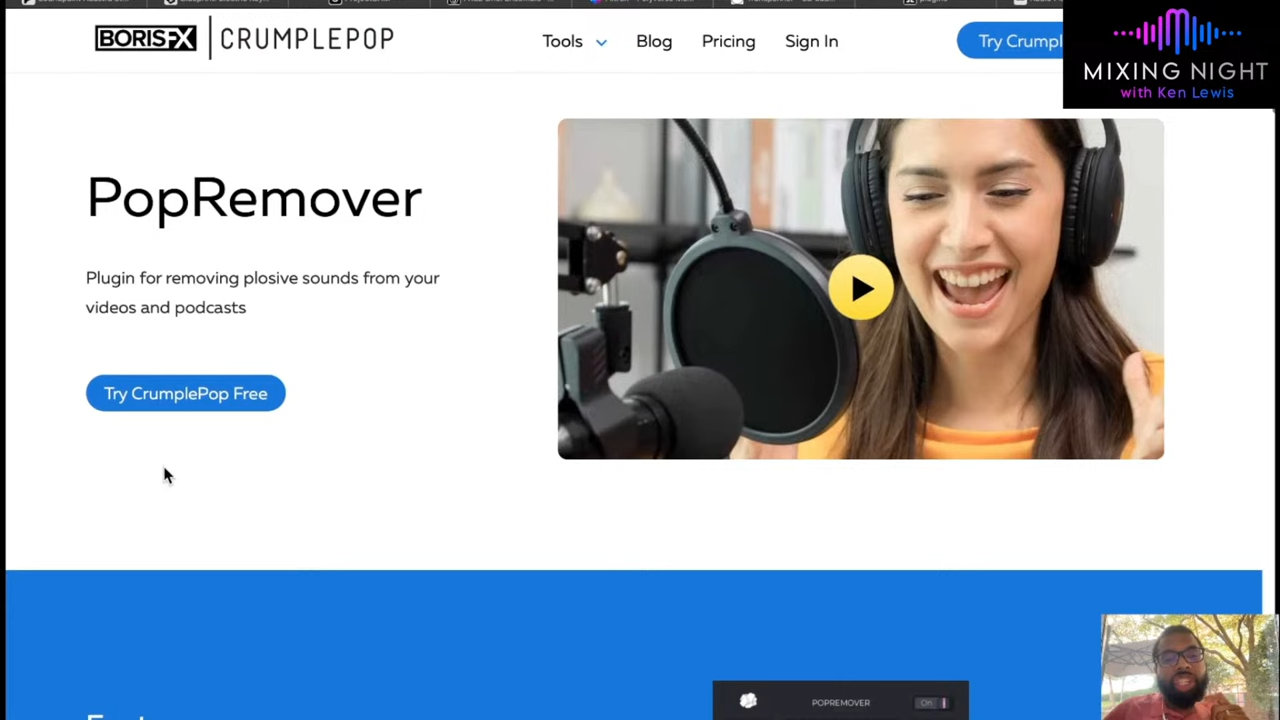 BORISFX
CRUMPLEPOP
Tools
Blog
Pricing
Sign In
Try Crumpl
MIXING NIGHT
with Ken Lewis
PopRemover
Plugin for removing plosive sounds from your
videos and podcasts
Try CrumplePop Free
POPREMOVER
On